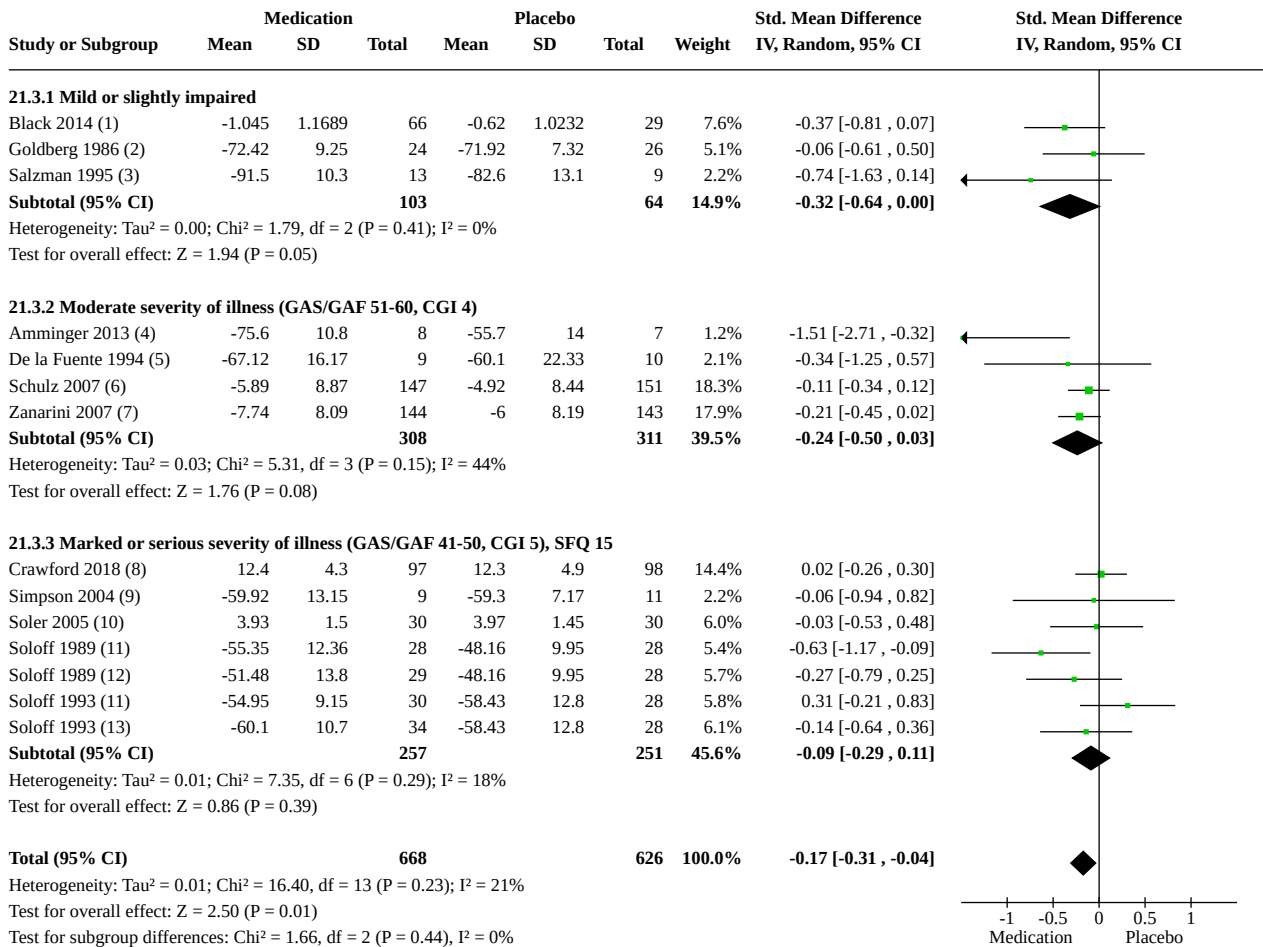 Medication Placebo Std. Mean Difference Std. Mean Difference
Study or Subgroup Mean SD Total Mean SD Total Weight IV, Random, 95% CI IV, Random, 95% CI
21.3.1 Mild or slightly impaired
Black 2014 (1) -1.045 1.1689 66 -0.62 1.0232 29 7.6% -0.37 [-0.81 , 0.07]
Goldberg 1986 (2) -72.42 9.25 24 -71.92 7.32 26 5.1% -0.06 [-0.61 , 0.50]
Salzman 1995 (3) -91.5 10.3 13 -82.6 13.1 9 2.2% -0.74 [-1.63 , 0.14]
Subtotal (95% CI) 103 64 14.9% -0.32 [-0.64 , 0.00]
Heterogeneity: Tau² = 0.00; Chi² = 1.79, df = 2 (P = 0.41); I² = 0%
Test for overall effect: Z = 1.94 (P = 0.05)
21.3.2 Moderate severity of illness (GAS/GAF 51-60, CGI 4)
Amminger 2013 (4) -75.6 10.8 8 -55.7 14 7 1.2% -1.51 [-2.71 , -0.32]
De la Fuente 1994 (5) -67.12 16.17 9 -60.1 22.33 10 2.1% -0.34 [-1.25 , 0.57]
Schulz 2007 (6) -5.89 8.87 147 -4.92 8.44 151 18.3% -0.11 [-0.34 , 0.12]
Zanarini 2007 (7) -7.74 8.09 144 -6 8.19 143 17.9% -0.21 [-0.45 , 0.02]
Subtotal (95% CI) 308 311 39.5% -0.24 [-0.50 , 0.03]
Heterogeneity: Tau² = 0.03; Chi² = 5.31, df = 3 (P = 0.15); I² = 44%
Test for overall effect: Z = 1.76 (P = 0.08)
21.3.3 Marked or serious severity of illness (GAS/GAF 41-50, CGI 5), SFQ 15
Crawford 2018 (8) 12.4 4.3 97 12.3 4.9 98 14.4% 0.02 [-0.26 , 0.30]
Simpson 2004 (9) -59.92 13.15 9 -59.3 7.17 11 2.2% -0.06 [-0.94 , 0.82]
Soler 2005 (10) 3.93 1.5 30 3.97 1.45 30 6.0% -0.03 [-0.53 , 0.48]
Soloff 1989 (11) -55.35 12.36 28 -48.16 9.95 28 5.4% -0.63 [-1.17 , -0.09]
Soloff 1989 (12) -51.48 13.8 29 -48.16 9.95 28 5.7% -0.27 [-0.79 , 0.25]
Soloff 1993 (11) -54.95 9.15 30 -58.43 12.8 28 5.8% 0.31 [-0.21 , 0.83]
Soloff 1993 (13) -60.1 10.7 34 -58.43 12.8 28 6.1% -0.14 [-0.64 , 0.36]
Subtotal (95% CI) 257 251 45.6% -0.09 [-0.29 , 0.11]
Heterogeneity: Tau² = 0.01; Chi² = 7.35, df = 6 (P = 0.29); I² = 18%
Test for overall effect: Z = 0.86 (P = 0.39)
Total (95% CI) 668 626 100.0% -0.17 [-0.31 , -0.04]
Heterogeneity: Tau² = 0.01; Chi² = 16.40, df = 13 (P = 0.23); I² = 21%
Test for overall effect: Z = 2.50 (P = 0.01)
Test for subgroup differences: Chi² = 1.66, df = 2 (P = 0.44), I² = 0%
-1 -0.5 0 0.5 1
Medication Placebo